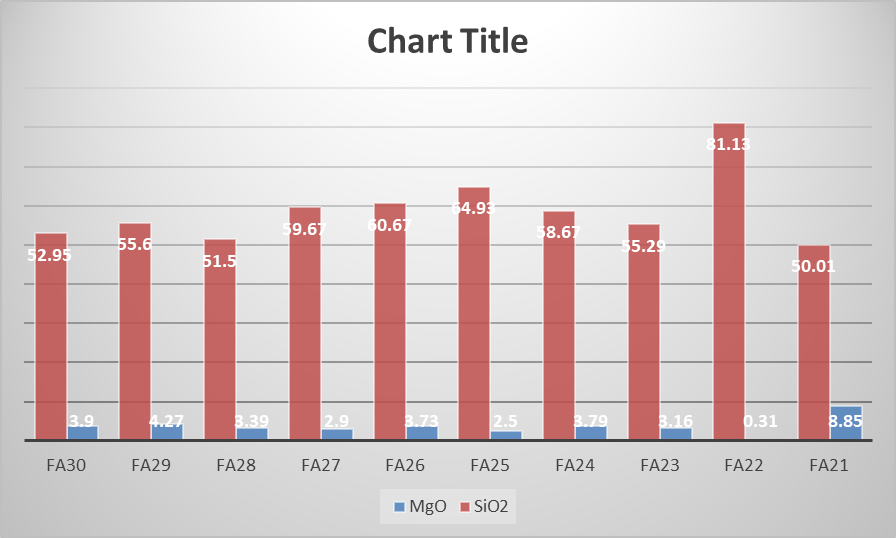 Chart Title
52.95 55.6 51.5 59.67 60.67 64.93 58.67 55.29 81.13 50.01
3.9 4.27 3.39 2.9 3.73 2.5 3.79 3.16 0.31 8.85
FA30 FA29 FA28 FA27 FA26 FA25 FA24 FA23 FA22 FA21
MgO SiO2